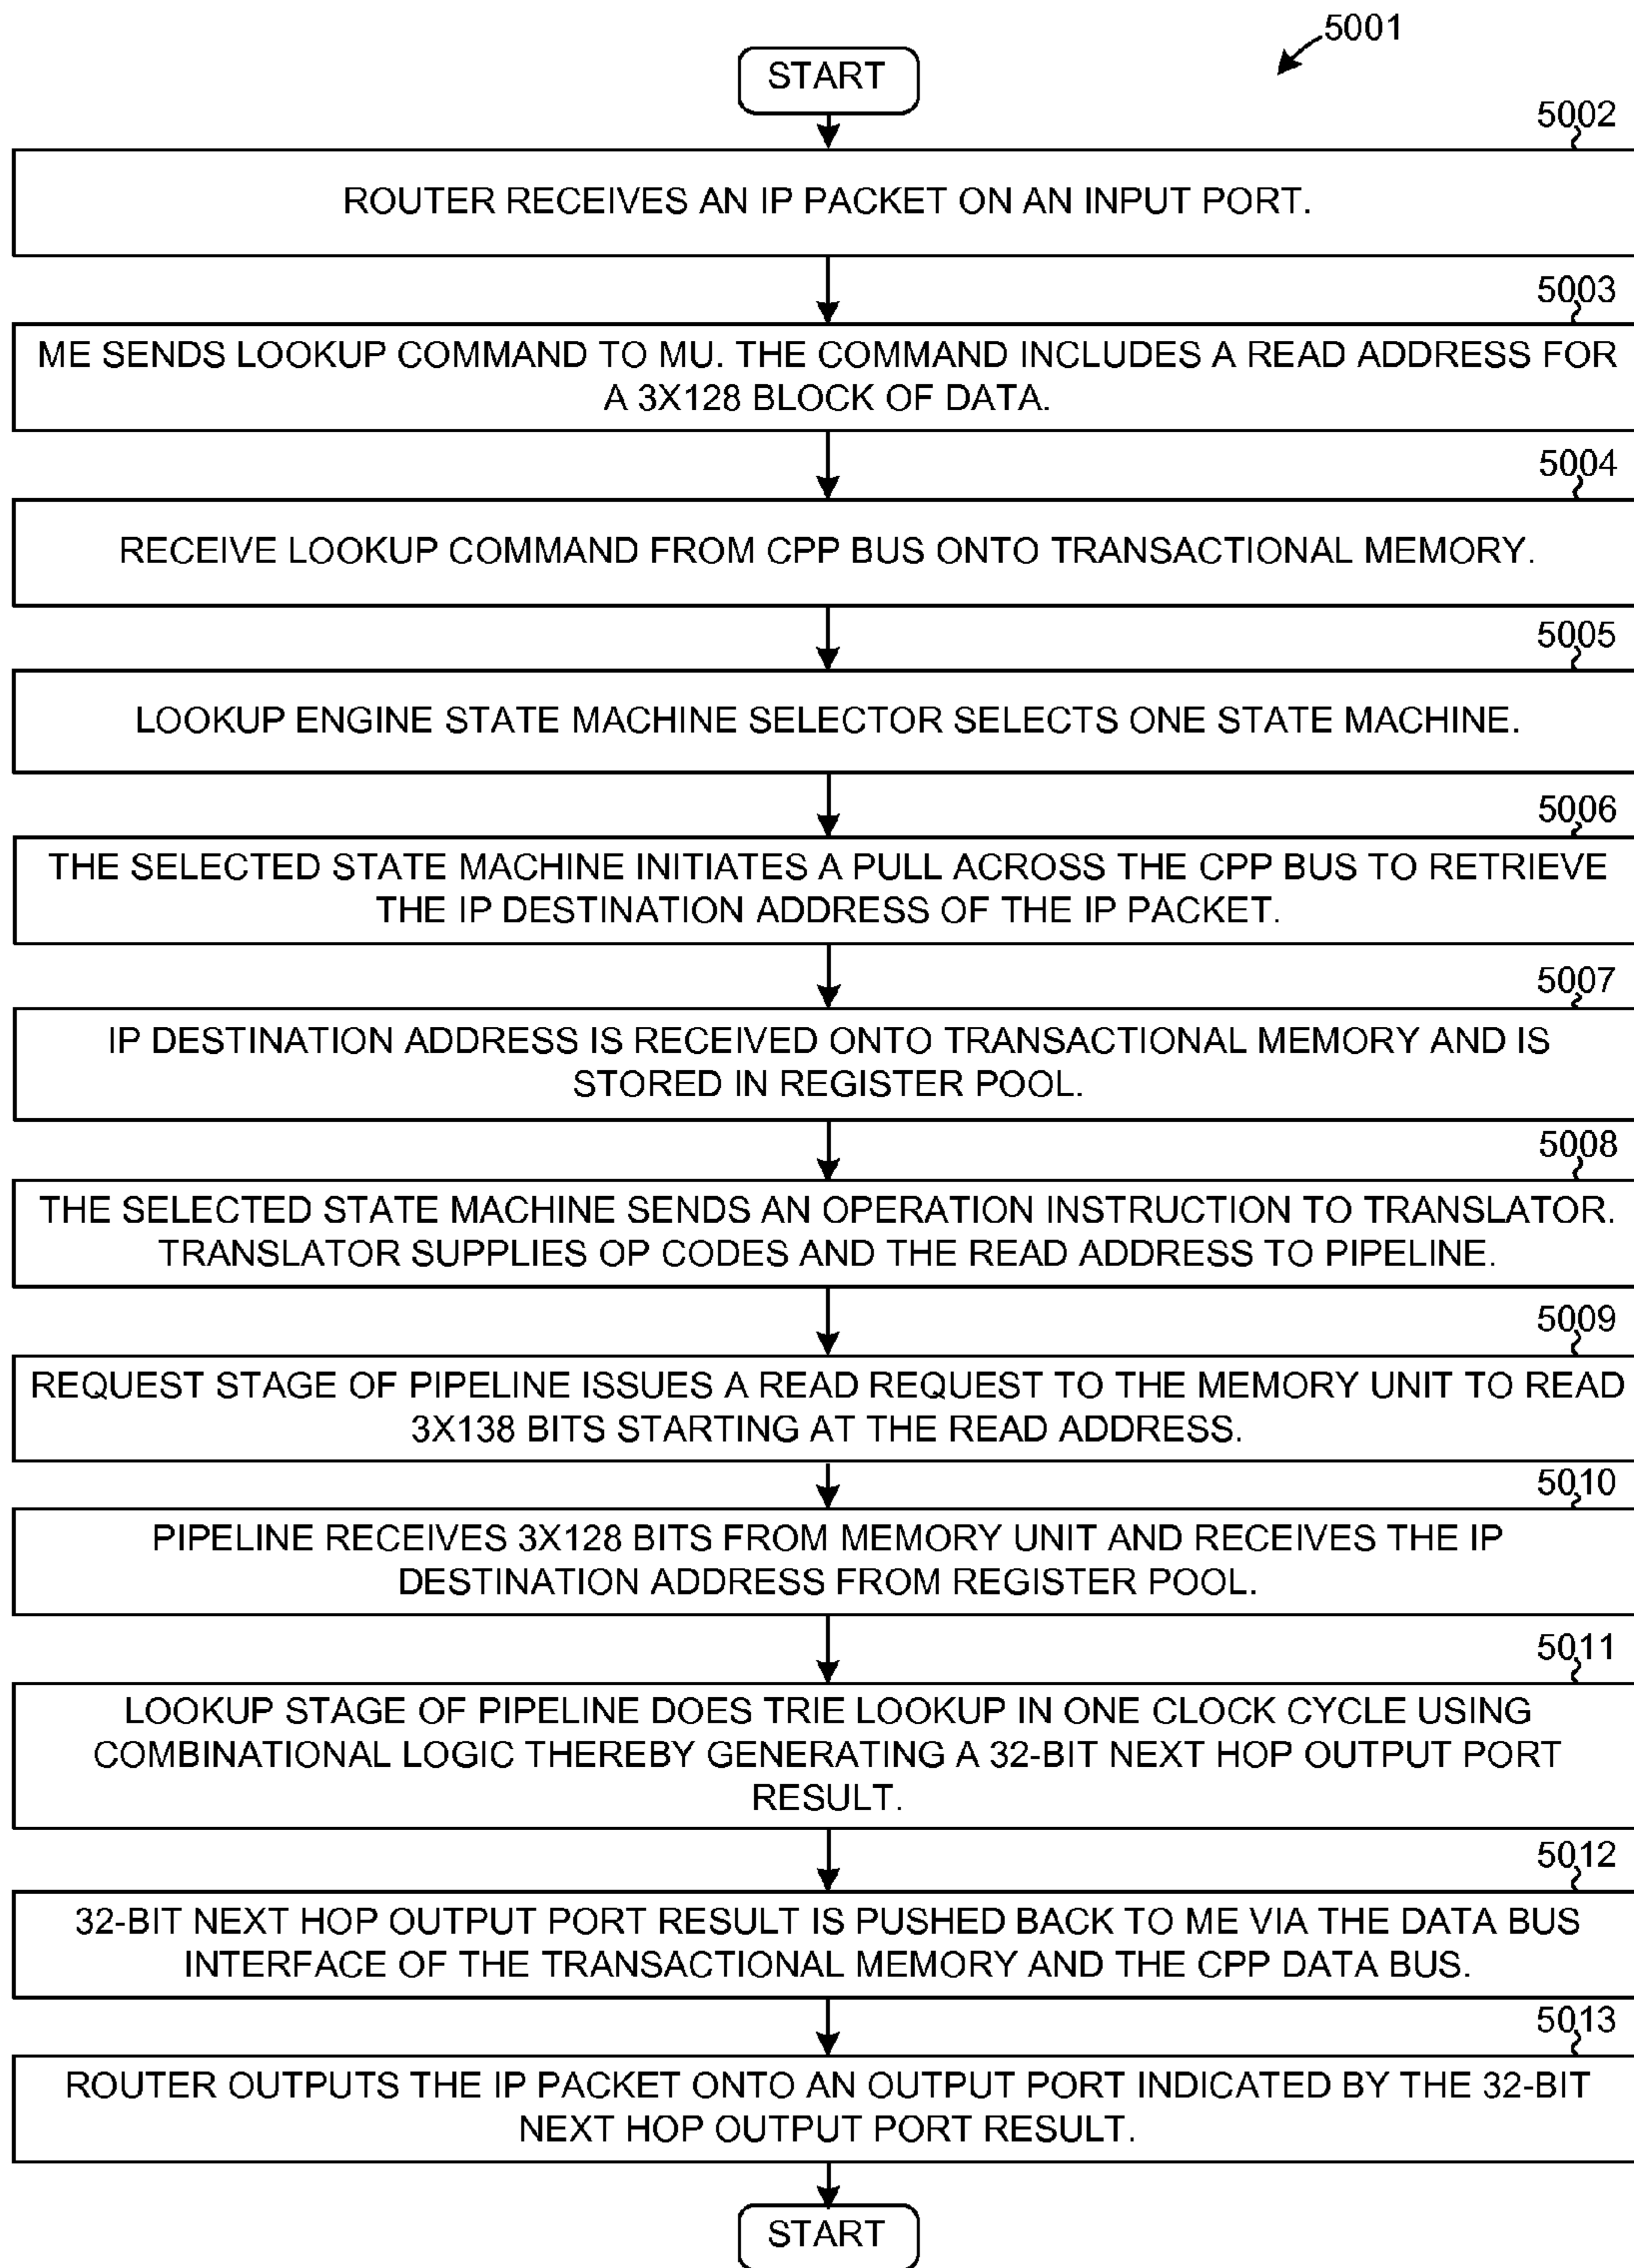 5001
START
5002
ROUTER RECEIVES AN IP PACKET ON AN INPUT PORT.
5003
ME SENDS LOOKUP COMMAND TO MU. THE COMMAND INCLUDES A READ ADDRESS FOR
A 3X128 BLOCK OF DATA.
5004
RECEIVE LOOKUP COMMAND FROM CPP BUS ONTO TRANSACTIONAL MEMORY.
5005
LOOKUP ENGINE STATE MACHINE SELECTOR SELECTS ONE STATE MACHINE.
5006
THE SELECTED STATE MACHINE INITIATES A PULL ACROSS THE CPP BUS TO RETRIEVE
THE IP DESTINATION ADDRESS OF THE IP PACKET.
5007
IP DESTINATION ADDRESS IS RECEIVED ONTO TRANSACTIONAL MEMORY AND IS
STORED IN REGISTER POOL.
5008
THE SELECTED STATE MACHINE SENDS AN OPERATION INSTRUCTION TO TRANSLATOR.
TRANSLATOR SUPPLIES OP CODES AND THE READ ADDRESS TO PIPELINE.
5009
REQUEST STAGE OF PIPELINE ISSUES A READ REQUEST TO THE MEMORY UNIT TO READ
3X138 BITS STARTING AT THE READ ADDRESS.
5010
PIPELINE RECEIVES 3X128 BITS FROM MEMORY UNIT AND RECEIVES THE IP
DESTINATION ADDRESS FROM REGISTER POOL.
5011
LOOKUP STAGE OF PIPELINE DOES TRIE LOOKUP IN ONE CLOCK CYCLE USING
COMBINATIONAL LOGIC THEREBY GENERATING A 32-BIT NEXT HOP OUTPUT PORT
RESULT.
5012
32-BIT NEXT HOP OUTPUT PORT RESULT IS PUSHED BACK TO ME VIA THE DATA BUS
INTERFACE OF THE TRANSACTIONAL MEMORY AND THE CPP DATA BUS.
5013
ROUTER OUTPUTS THE IP PACKET ONTO AN OUTPUT PORT INDICATED BY THE 32-BIT
NEXT HOP OUTPUT PORT RESULT.
START